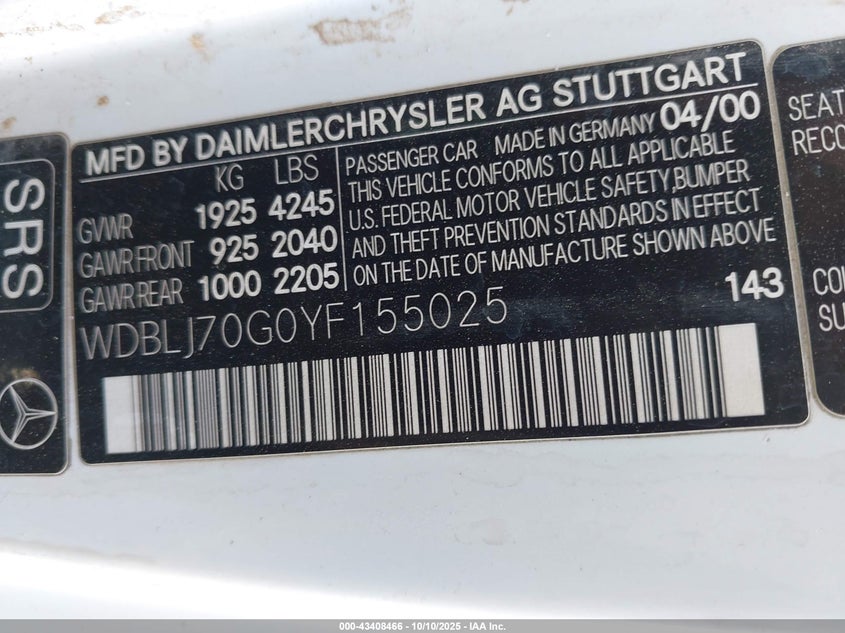 SRS
MFD BY DAIMLERCHRYSLER AG STUTTGART
KG LBS
GVWR 1925 4245
GAWR FRONT 925 2040
GAWR REAR 1000 2205
PASSENGER CAR MADE IN GERMANY 04/00
THIS VEHICLE CONFORMS TO ALL APPLICABLE
U.S. FEDERAL MOTOR VEHICLE SAFETY,BUMPER
AND THEFT PREVENTION STANDARDS IN EFFECT
ON THE DATE OF MANUFACTURE SHOWN ABOVE
143
WDBLJ70G0YF155025
SEAT
RECO
CO
SU
000-43408466 - 10/10/2025 - IAA Inc.